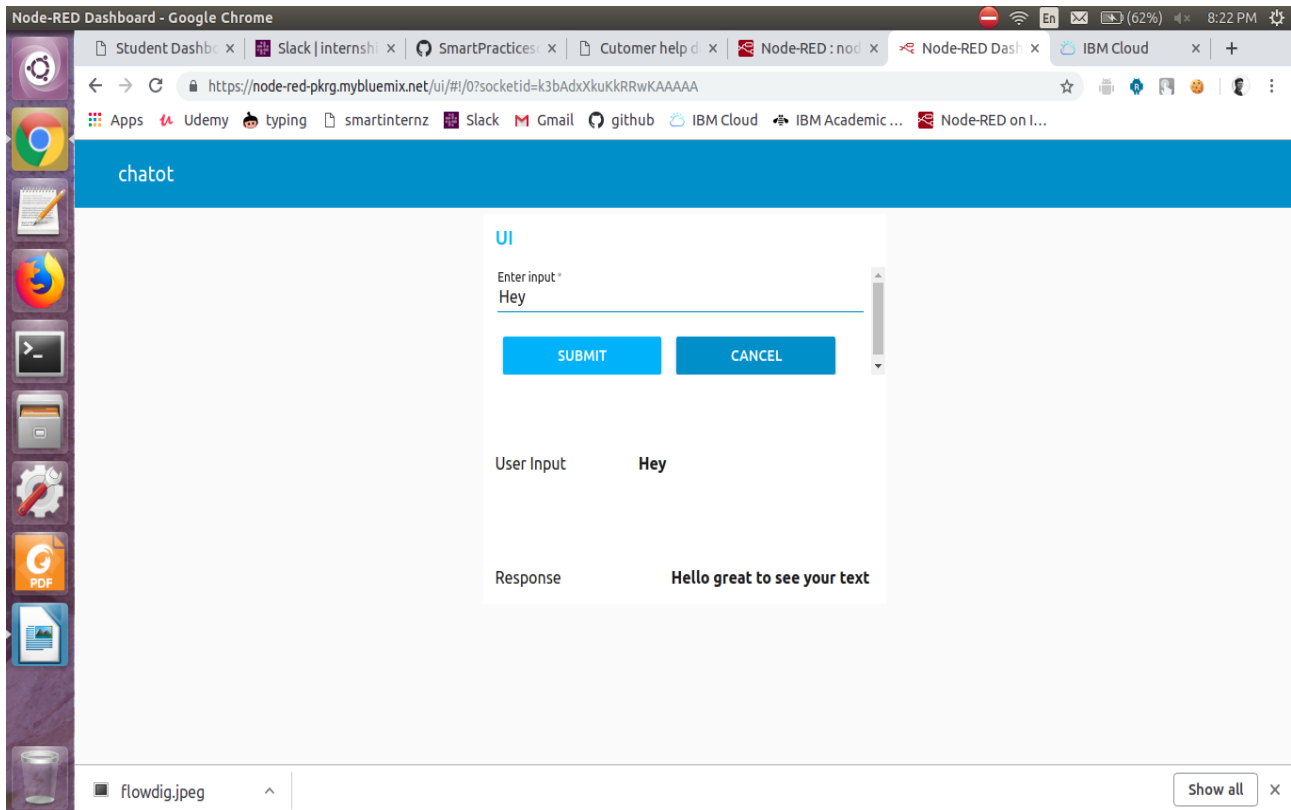 Node-RED Dashboard - Google Chrome
En (62%) 8:22 PM
Student Dashbo Slack | internshi SmartPractices Cutomer help d Node-RED : nod Node-RED Dash IBM Cloud
https://node-red-pkrg.mybluemix.net/ui/#!/0?socketid=k3bAdxXkuKkRRwKAAAAA
Apps Udemy typing smartinternz Slack Gmail github IBM Cloud IBM Academic ... Node-RED on I...
chatot
UI
Enter input *
Hey
SUBMIT CANCEL
User Input Hey
Response Hello great to see your text
PDF
flowdig.jpeg Show all